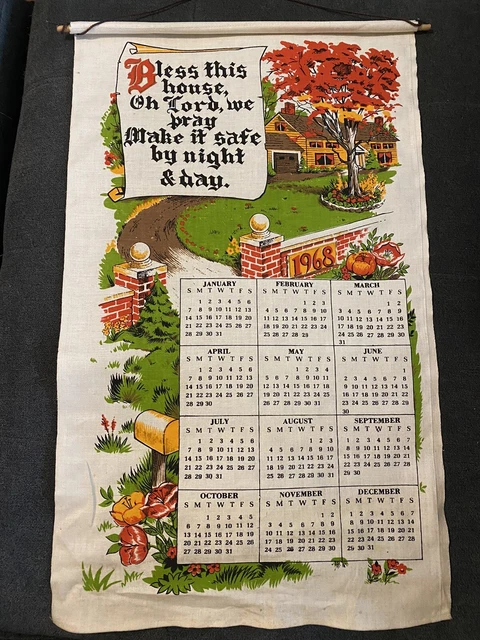 Bless this
house,
Oh Lord, we
pray
Make it safe
by night
& day.
1968
JANUARY
S M T W T F S
1 2 3 4 5 6
7 8 9 10 11 12 13
14 15 16 17 18 19 20
21 22 23 24 25 26 27
28 29 30 31
FEBRUARY
S M T W T F S
1 2 3
4 5 6 7 8 9 10
11 12 13 14 15 16 17
18 19 20 21 22 23 24
25 26 27 28 29
MARCH
S M T W T F S
1 2
3 4 5 6 7 8 9
10 11 12 13 14 15 16
17 18 19 20 21 22 23
24 25 26 27 28 29 30
31
APRIL
S M T W T F S
1 2 3 4 5 6
7 8 9 10 11 12 13
14 15 16 17 18 19 20
21 22 23 24 25 26 27
28 29 30
MAY
S M T W T F S
1 2 3 4
5 6 7 8 9 10 11
12 13 14 15 16 17 18
19 20 21 22 23 24 25
26 27 28 29 30 31
JUNE
S M T W T F S
1
2 3 4 5 6 7 8
9 10 11 12 13 14 15
16 17 18 19 20 21 22
23 24 25 26 27 28 29
30
JULY
S M T W T F S
1 2 3 4 5 6
7 8 9 10 11 12 13
14 15 16 17 18 19 20
21 22 23 24 25 26 27
28 29 30 31
AUGUST
S M T W T F S
1 2 3
4 5 6 7 8 9 10
11 12 13 14 15 16 17
18 19 20 21 22 23 24
25 26 27 28 29 30 31
SEPTEMBER
S M T W T F S
1 2 3 4 5 6 7
8 9 10 11 12 13 14
15 16 17 18 19 20 21
22 23 24 25 26 27 28
29 30
OCTOBER
S M T W T F S
1 2 3 4 5
6 7 8 9 10 11 12
13 14 15 16 17 18 19
20 21 22 23 24 25 26
27 28 29 30 31
NOVEMBER
S M T W T F S
1 2
3 4 5 6 7 8 9
10 11 12 13 14 15 16
17 18 19 20 21 22 23
24 25 26 27 28 29 30
DECEMBER
S M T W T F S
1 2 3 4 5 6 7
8 9 10 11 12 13 14
15 16 17 18 19 20 21
22 23 24 25 26 27 28
29 30 31